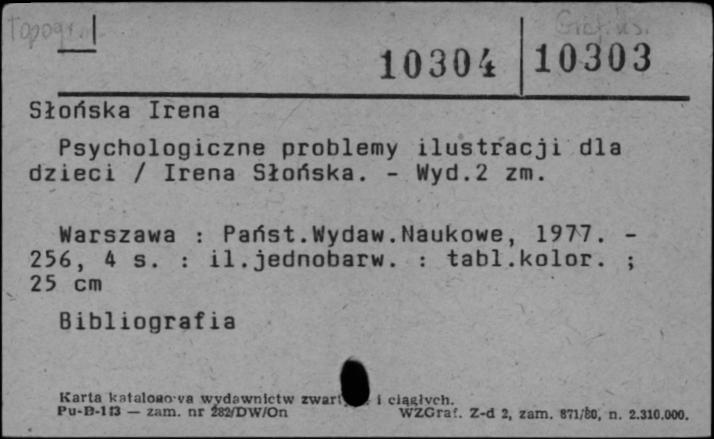 Topogr.
10304 10303
Słońska Irena
Psychologiczne problemy ilustracji dla
dzieci / Irena Słońska. - Wyd.2 zm.
Warszawa : Państ.Wydaw.Naukowe, 1977. -
256, 4 s. : il.jednobarw. : tabl.kolor. ;
25 cm
Bibliografia
Karta katalogowa wydawnictw i ciągłych.
Pu-B-113 — zam. nr 282/DW/On WZGraf. Z-d 2, zam. 871/80, n. 2.310.000.